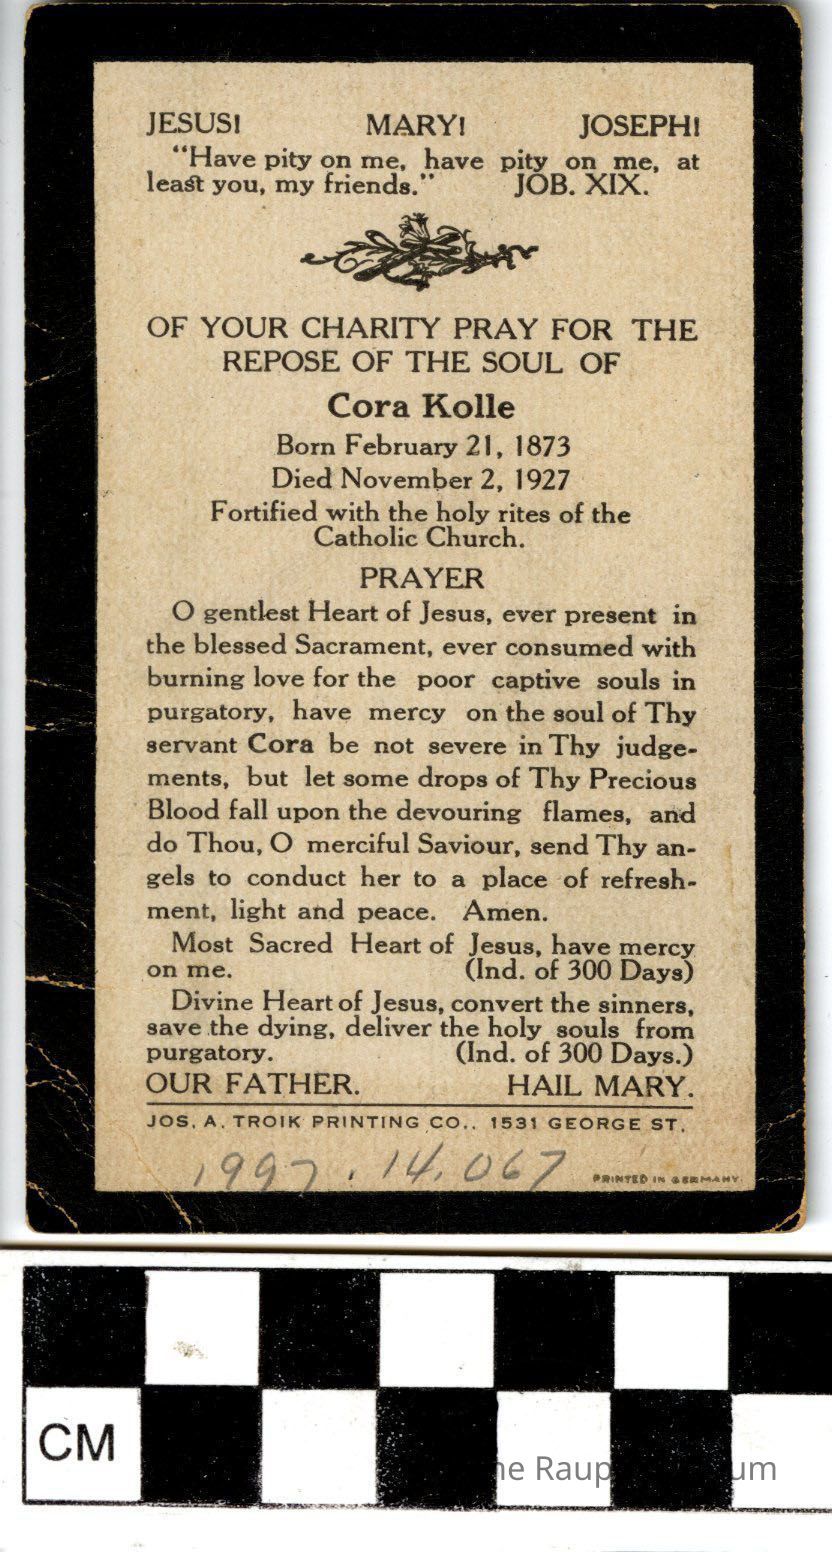 JESUS! MARY! JOSEPH!
"Have pity on me, have pity on me, at
least you, my friends." JOB. XIX.
OF YOUR CHARITY PRAY FOR THE
REPOSE OF THE SOUL OF
Cora Kolle
Born February 21, 1873
Died November 2, 1927
Fortified with the holy rites of the
Catholic Church.
PRAYER
O gentlest Heart of Jesus, ever present in
the blessed Sacrament, ever consumed with
burning love for the poor captive souls in
purgatory, have mercy on the soul of Thy
servant Cora be not severe in Thy judge-
ments, but let some drops of Thy Precious
Blood fall upon the devouring flames, and
do Thou, O merciful Saviour, send Thy an-
gels to conduct her to a place of refresh-
ment, light and peace. Amen.
Most Sacred Heart of Jesus, have mercy
on me. (Ind. of 300 Days)
Divine Heart of Jesus, convert the sinners,
save the dying, deliver the holy souls from
purgatory. (Ind. of 300 Days.)
OUR FATHER. HAIL MARY.
JOS. A. TROIK PRINTING CO., 1531 GEORGE ST.
1997.14.067
PRINTED IN GERMANY.
CM